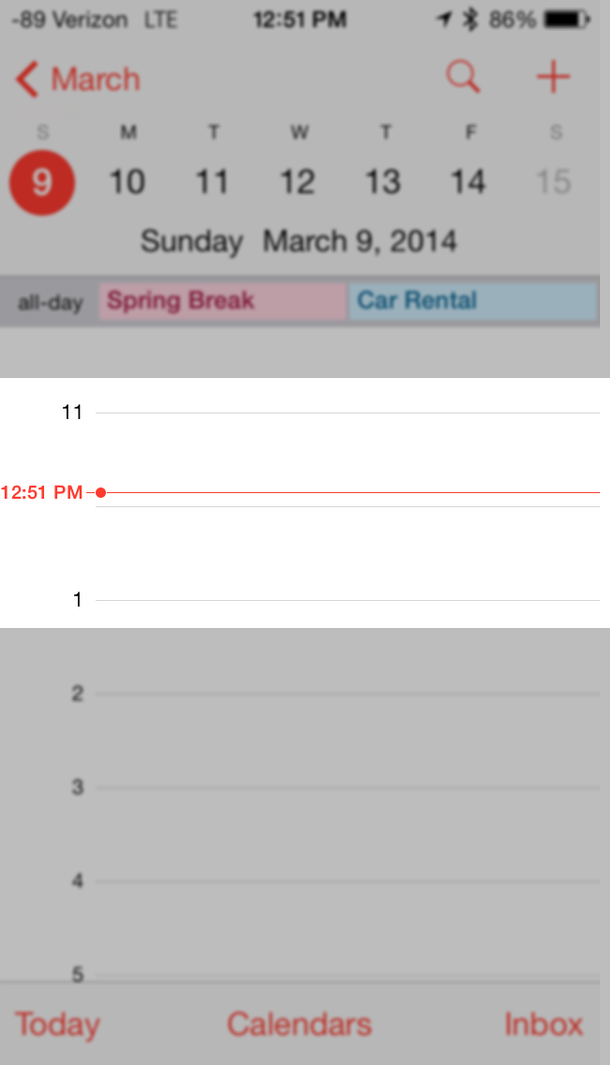 -89 Verizon LTE 12:51 PM 86%
March
S M T W T F S
9 10 11 12 13 14 15
Sunday March 9, 2014
all-day Spring Break Car Rental
11
12:51 PM
1
2
3
4
5
Today Calendars Inbox